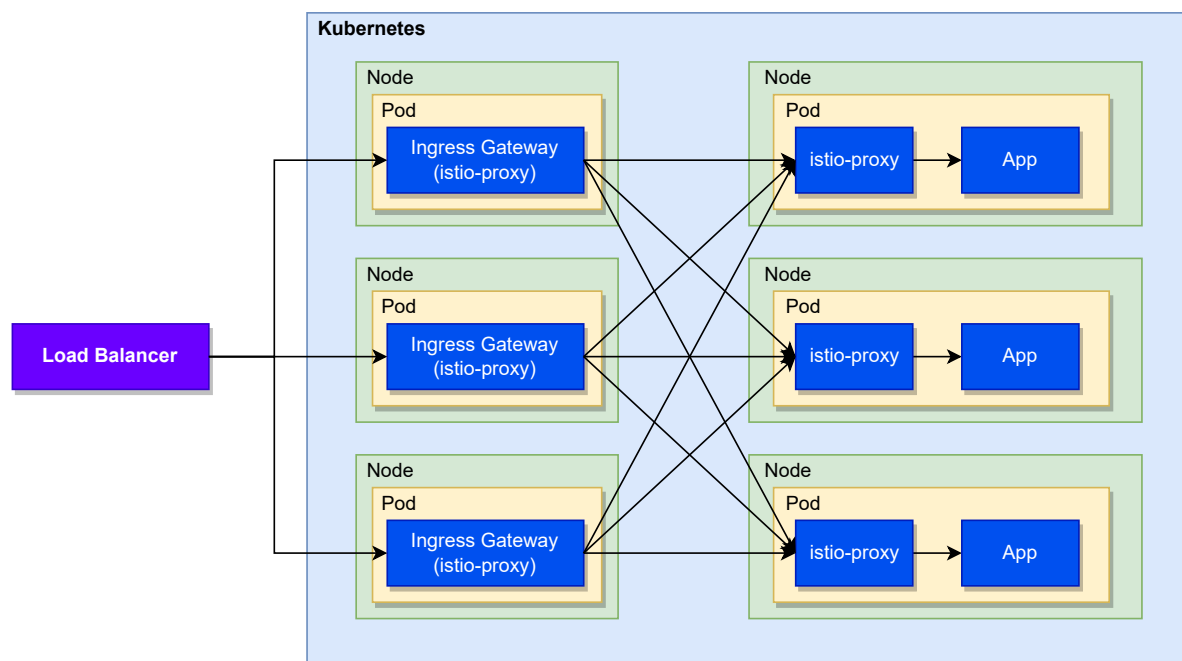 Kubernetes
Node
Pod
Ingress Gateway
(istio-proxy)
Node
Pod
istio-proxy
App
Load Balancer
Node
Pod
Ingress Gateway
(istio-proxy)
Node
Pod
istio-proxy
App
Node
Pod
Ingress Gateway
(istio-proxy)
Node
Pod
istio-proxy
App